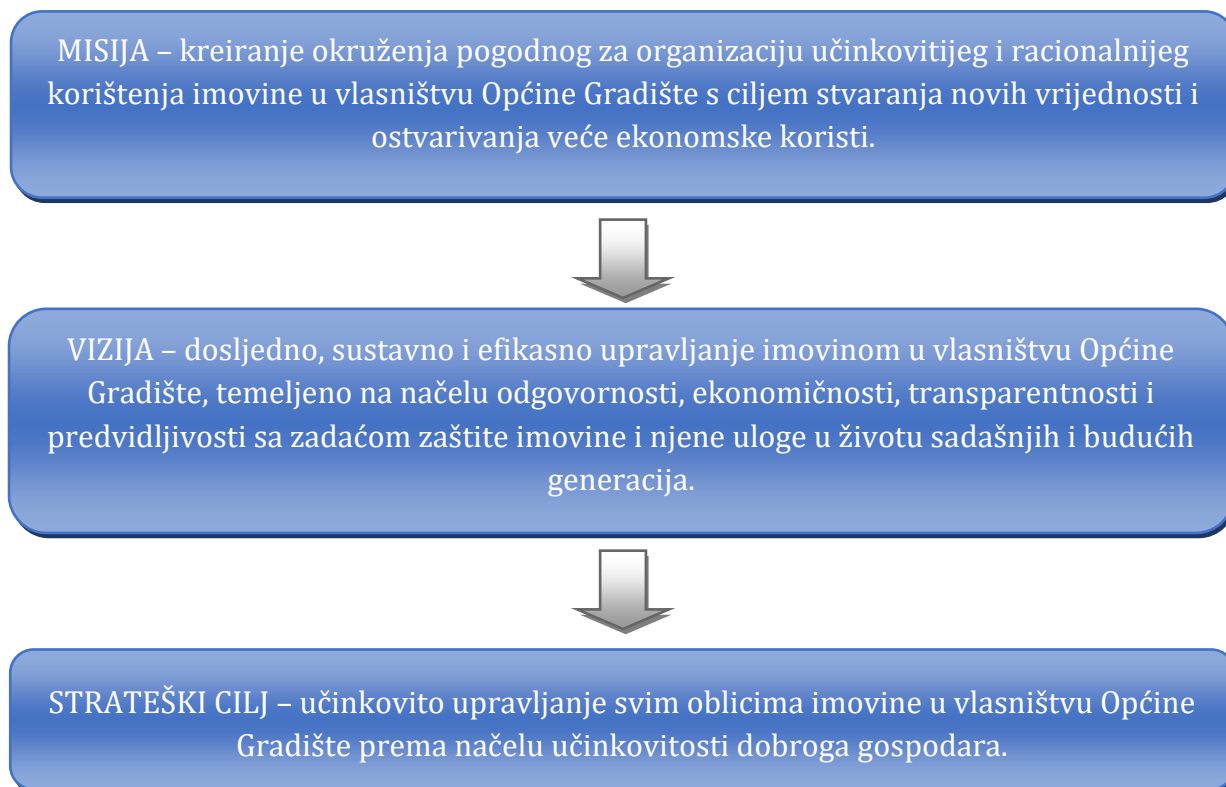 MISIJA – kreiranje okruženja pogodnog za organizaciju učinkovitijeg i racionalnijeg
korištenja imovine u vlasništvu Općine Gradište s ciljem stvaranja novih vrijednosti i
ostvarivanja veće ekonomske koristi.
VIZIJA – dosljedno, sustavno i efikasno upravljanje imovinom u vlasništvu Općine
Gradište, temeljeno na načelu odgovornosti, ekonomičnosti, transparentnosti i
predvidljivosti sa zadaćom zaštite imovine i njene uloge u životu sadašnjih i budućih
generacija.
STRATEŠKI CILJ – učinkovito upravljanje svim oblicima imovine u vlasništvu Općine
Gradište prema načelu učinkovitosti dobroga gospodara.